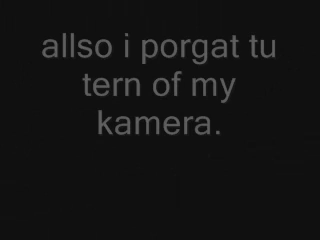 allso i porgat tu
tern of my
kamera.